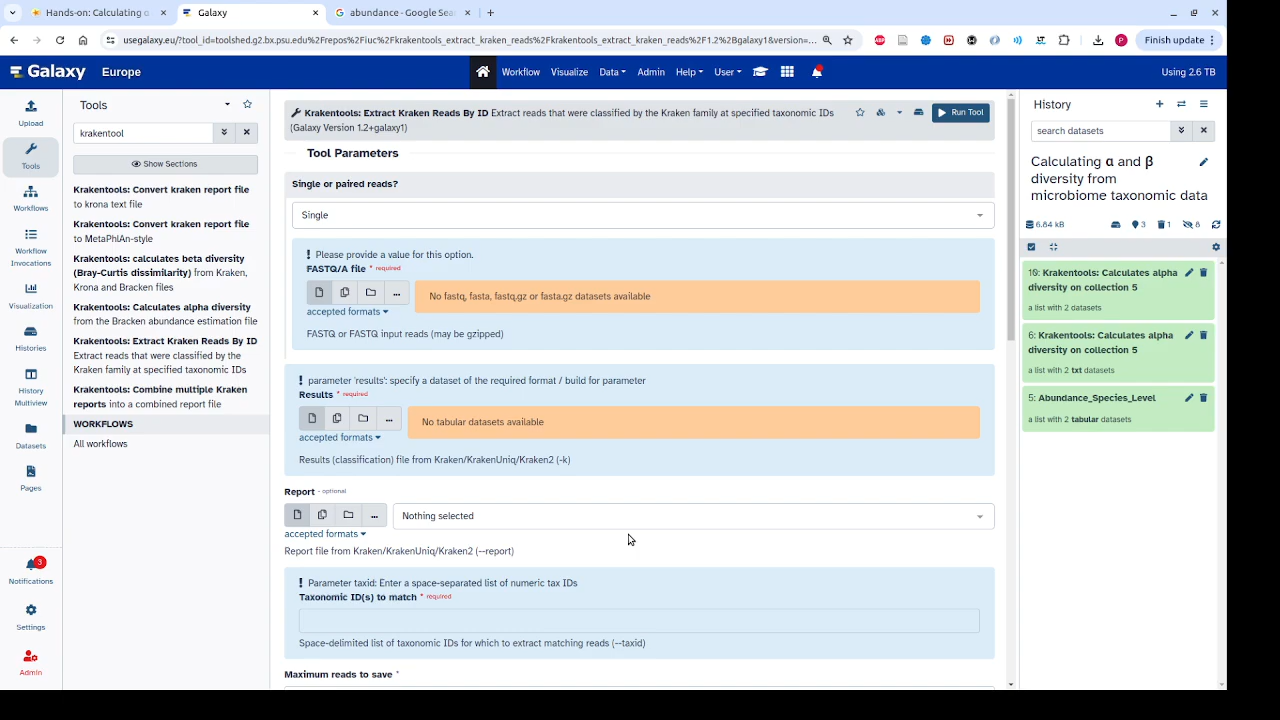 Hands-on: Calculating α
Galaxy
abundance - Google Sea
usegalaxy.eu/?tool_id=toolshed.g2.bx.psu.edu%2Frepos%2Fiuc%2Fkrakentools_extract_kraken_reads%2Fkrakentools_extract_kraken_reads%2F1.2%2Bgalaxy1&version=...
Finish update
Galaxy Europe
Workflow Visualize Data Admin Help User
Using 2.6 TB
Upload
Tools
Workflows
Workflow
Invocations
Visualization
Histories
History
Multiview
Datasets
Pages
3
Notifications
Settings
Admin
Tools
krakentool
Show Sections
Krakentools: Convert kraken report file
to krona text file
Krakentools: Convert kraken report file
to MetaPhlAn-style
Krakentools: calculates beta diversity
(Bray-Curtis dissimilarity) from Kraken,
Krona and Bracken files
Krakentools: Calculates alpha diversity
from the Bracken abundance estimation
file
Krakentools: Extract Kraken Reads By ID
Extract reads that were classified by the
Kraken family at specified taxonomic IDs
Krakentools: Combine multiple Kraken
reports into a combined report file
WORKFLOWS
All workflows
Krakentools: Extract Kraken Reads By ID Extract reads that were classified by the Kraken family at specified taxonomic IDs
(Galaxy Version 1.2+galaxy1)
Run Tool
Tool Parameters
Single or paired reads?
Single
Please provide a value for this option.
FASTQ/A file * required
No fastq, fasta, fastq.gz or fasta.gz datasets available
accepted formats
FASTQ or FASTQ input reads (may be gzipped)
parameter 'results': specify a dataset of the required format / build for parameter
Results * required
No tabular datasets available
accepted formats
Results (classification) file from Kraken/KrakenUniq/Kraken2 (-k)
Report - optional
Nothing selected
accepted formats
Report file from Kraken/KrakenUniq/Kraken2 (--report)
Parameter taxid: Enter a space-separated list of numeric tax IDs
Taxonomic ID(s) to match * required
Space-delimited list of taxonomic IDs for which to extract matching reads (--taxid)
Maximum reads to save *
History
search datasets
Calculating α and β
diversity from
microbiome taxonomic data
6.84 kB 3 1 8
Krakentools: Calculates alpha
diversity on collection 5
a list with 2 datasets
6: Krakentools: Calculates alpha
diversity on collection 5
a list with 2 txt datasets
5: Abundance_Species_Level
a list with 2 tabular datasets